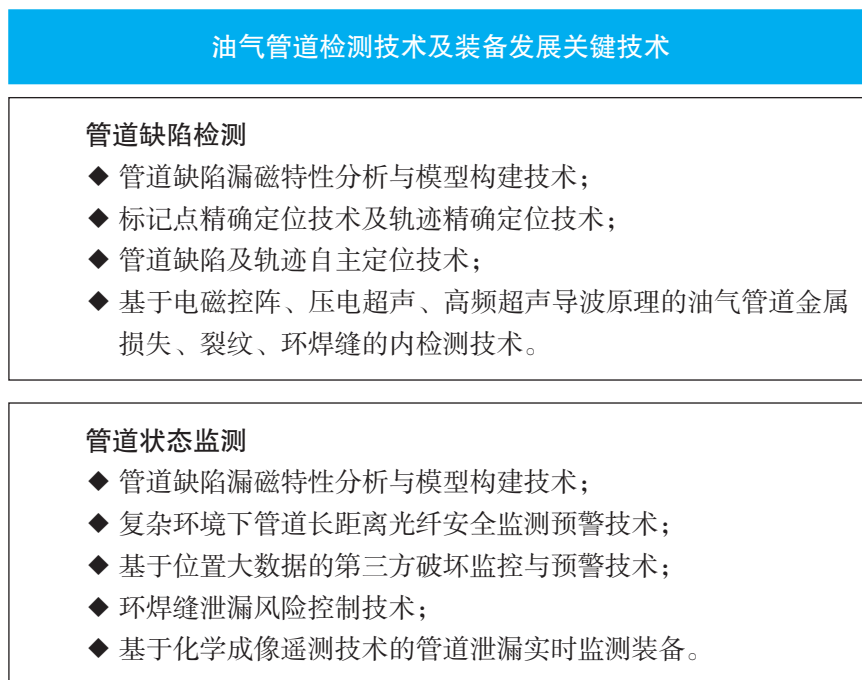 油气管道检测技术及装备发展关键技术
管道缺陷检测
◆ 管道缺陷漏磁特性分析与模型构建技术；
◆ 标记点精确定位技术及轨迹精确定位技术；
◆ 管道缺陷及轨迹自主定位技术；
◆ 基于电磁控阵、压电超声、高频超声导波原理的油气管道金属
损失、裂纹、环焊缝的内检测技术。
管道状态监测
◆ 管道缺陷漏磁特性分析与模型构建技术；
◆ 复杂环境下管道长距离光纤安全监测预警技术；
◆ 基于位置大数据的第三方破坏监控与预警技术；
◆ 环焊缝泄漏风险控制技术；
◆ 基于化学成像遥测技术的管道泄漏实时监测装备。